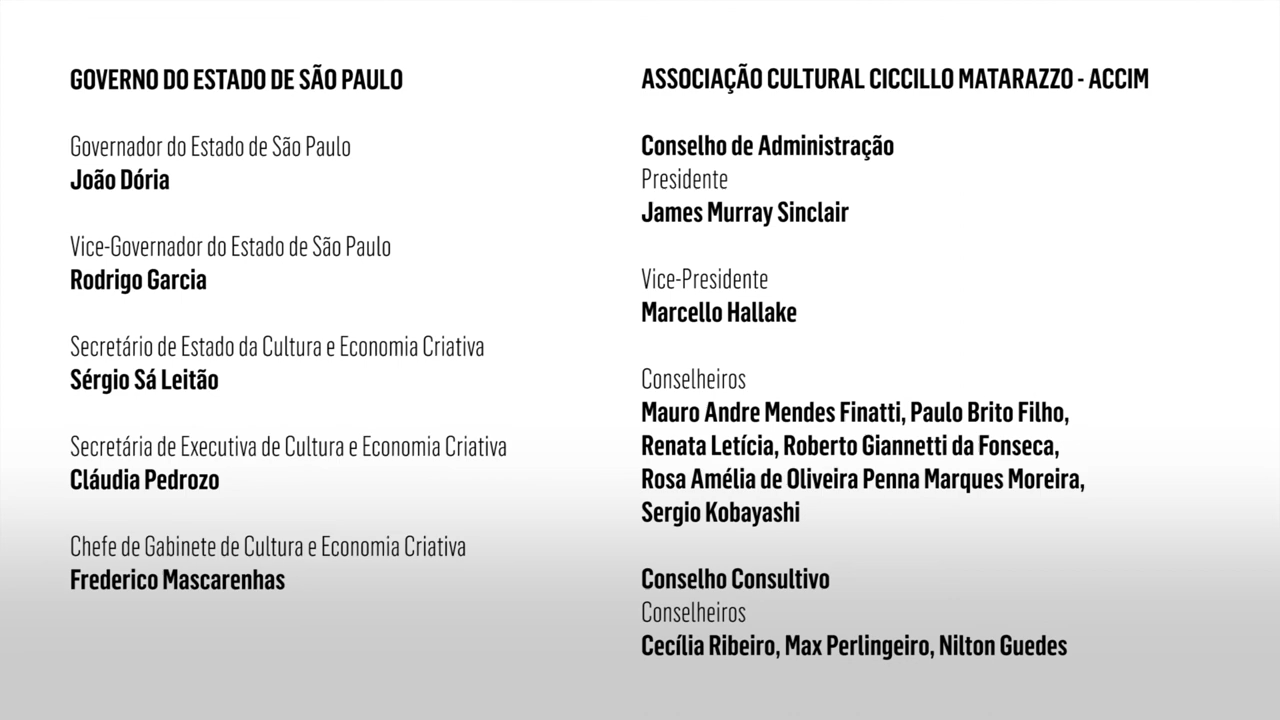 GOVERNO DO ESTADO DE SÃO PAULO
Governador do Estado de São Paulo
João Dória
Vice-Governador do Estado de São Paulo
Rodrigo Garcia
Secretário de Estado da Cultura e Economia Criativa
Sérgio Sá Leitão
Secretária de Executiva de Cultura e Economia Criativa
Cláudia Pedrozo
Chefe de Gabinete de Cultura e Economia Criativa
Frederico Mascarenhas
ASSOCIAÇÃO CULTURAL CICCILLO MATARAZZO - ACCIM
Conselho de Administração
Presidente
James Murray Sinclair
Vice-Presidente
Marcello Hallake
Conselheiros
Mauro Andre Mendes Finatti, Paulo Brito Filho,
Renata Letícia, Roberto Giannetti da Fonseca,
Rosa Amélia de Oliveira Penna Marques Moreira,
Sergio Kobayashi
Conselho Consultivo
Conselheiros
Cecília Ribeiro, Max Perlingeiro, Nilton Guedes